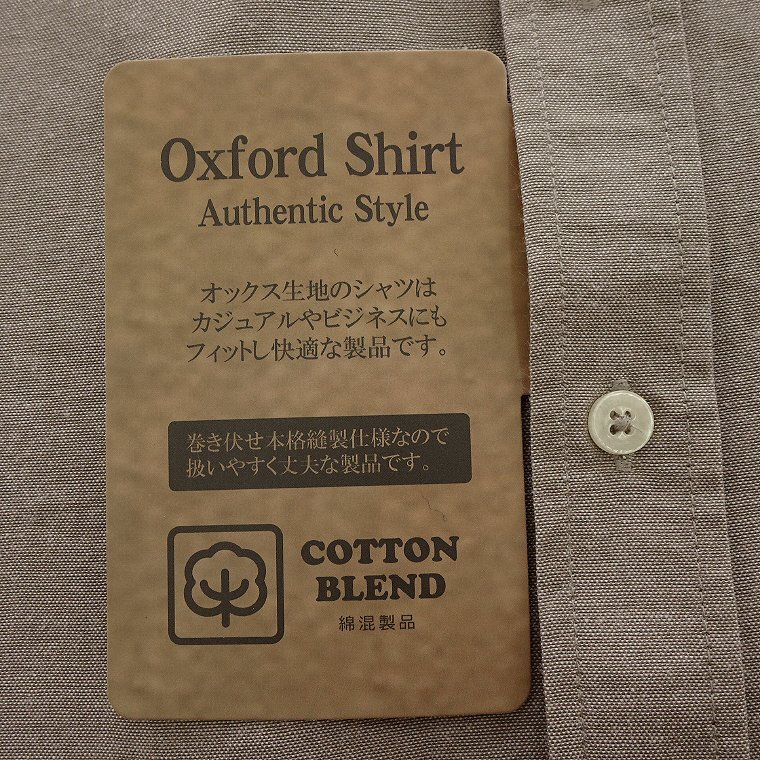 Oxford Shirt
Authentic Style
オックス生地のシャツは
カジュアルやビジネスにも
フィットし快適な製品です。
巻き伏せ本格縫製仕様なので
扱いやすく丈夫な製品です。
COTTON
BLEND
綿混製品